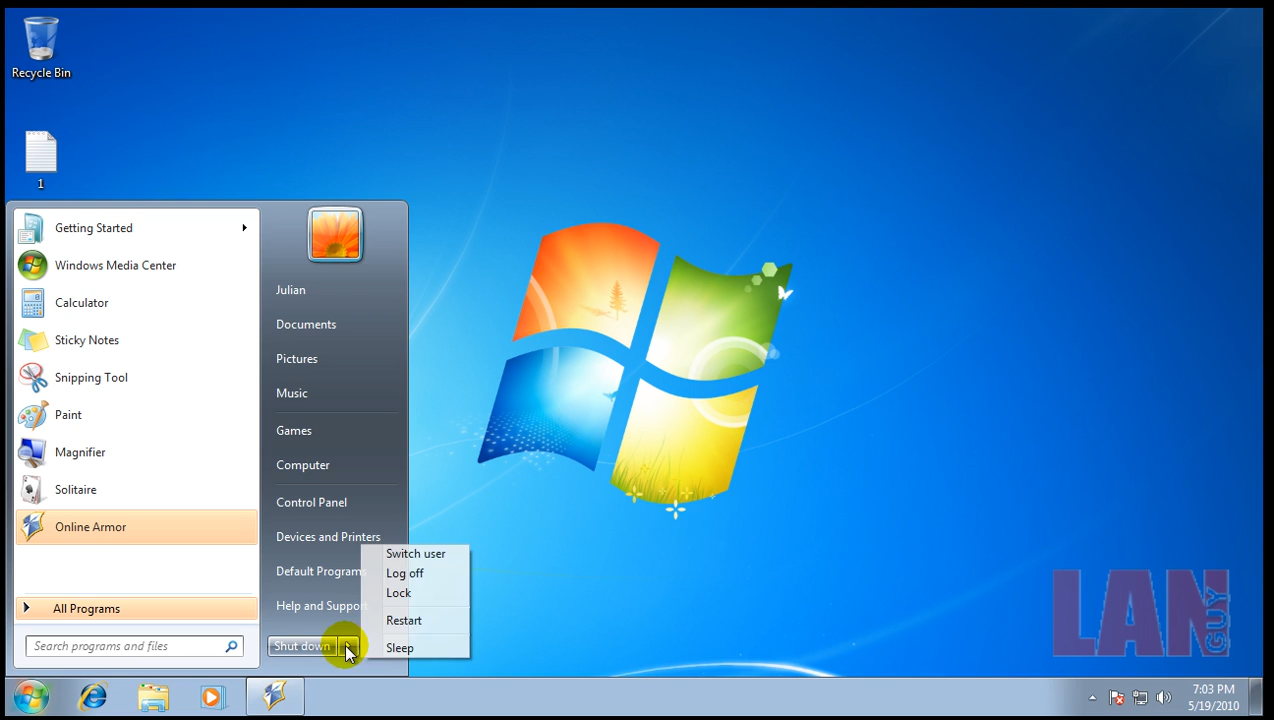 Recycle Bin
1
Getting Started
Windows Media Center
Calculator
Sticky Notes
Snipping Tool
Paint
Magnifier
Solitaire
Online Armor
All Programs
Search programs and files
Julian
Documents
Pictures
Music
Games
Computer
Control Panel
Devices and Printers
Default Programs
Help and Support
Shut down
Switch user
Log off
Lock
Restart
Sleep
LAN GUY
7:03 PM
5/19/2010